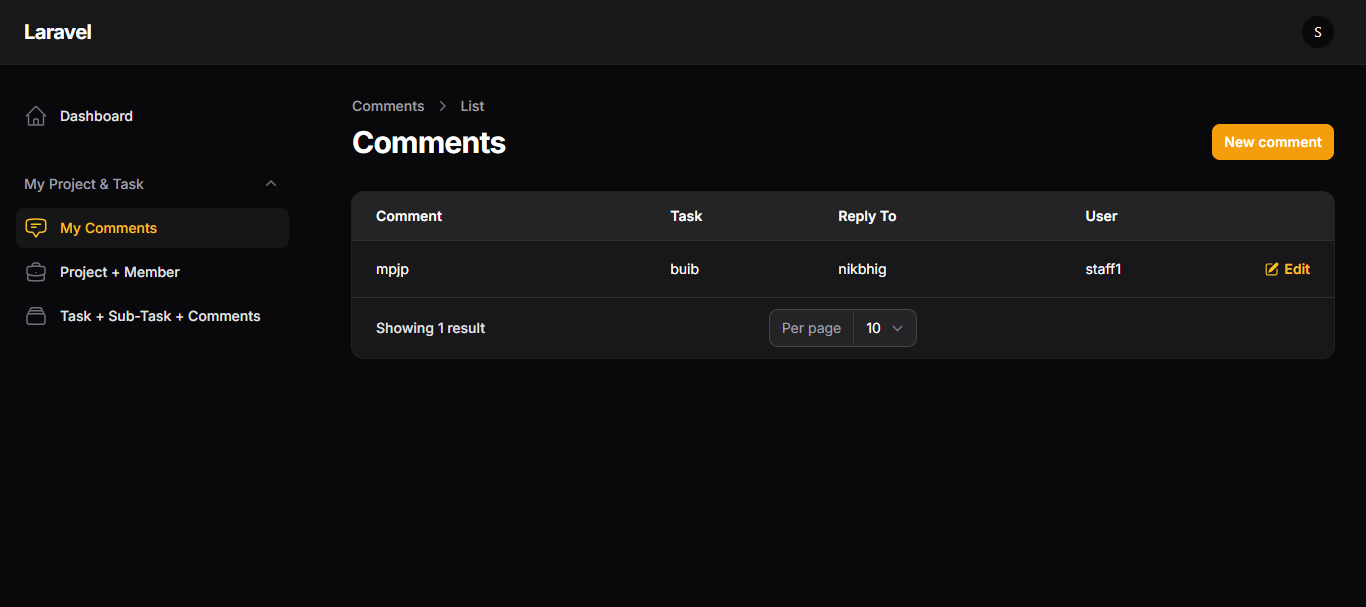 Laravel
S
Dashboard
My Project & Task
My Comments
Project + Member
Task + Sub-Task + Comments
Comments > List
Comments
New comment
Comment Task Reply To User
mpjp buib nikbhig staff1 Edit
Showing 1 result Per page 10